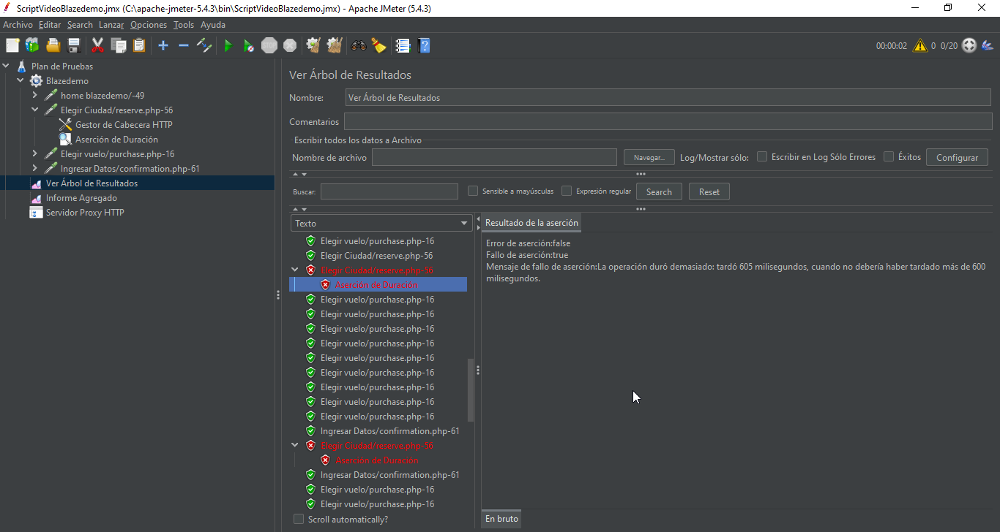 ScriptVideoBlazedemo.jmx (C:\apache-jmeter-5.4.3\bin\ScriptVideoBlazedemo.jmx) - Apache JMeter (5.4.3)
Archivo Editar Search Lanzar Opciones Tools Ayuda
STOP
00:00:02 0 0/20
Plan de Pruebas
Blazedemo
home blazedemo/-49
Elegir Ciudad/reserve.php-56
Gestor de Cabecera HTTP
Aserción de Duración
Elegir vuelo/purchase.php-16
Ingresar Datos/confirmation.php-61
Ver Árbol de Resultados
Informe Agregado
Servidor Proxy HTTP
Ver Árbol de Resultados
Nombre: Ver Árbol de Resultados
Comentarios
Escribir todos los datos a Archivo
Nombre de archivo Navegar... Log/Mostrar sólo: Escribir en Log Sólo Errores Éxitos Configurar
Buscar: Sensible a mayúsculas Expresión regular Search Reset
Texto
Elegir vuelo/purchase.php-16
Elegir Ciudad/reserve.php-56
Elegir Ciudad/reserve.php-56
Aserción de Duración
Elegir vuelo/purchase.php-16
Elegir vuelo/purchase.php-16
Elegir vuelo/purchase.php-16
Elegir vuelo/purchase.php-16
Elegir vuelo/purchase.php-16
Elegir vuelo/purchase.php-16
Elegir vuelo/purchase.php-16
Elegir vuelo/purchase.php-16
Elegir vuelo/purchase.php-16
Ingresar Datos/confirmation.php-61
Elegir Ciudad/reserve.php-56
Aserción de Duración
Ingresar Datos/confirmation.php-61
Elegir vuelo/purchase.php-16
Elegir vuelo/purchase.php-16
Scroll automatically?
Resultado de la aserción
Error de aserción:false
Fallo de aserción:true
Mensaje de fallo de aserción:La operación duró demasiado: tardó 605 milisegundos, cuando no debería haber tardado más de 600
milisegundos.
En bruto